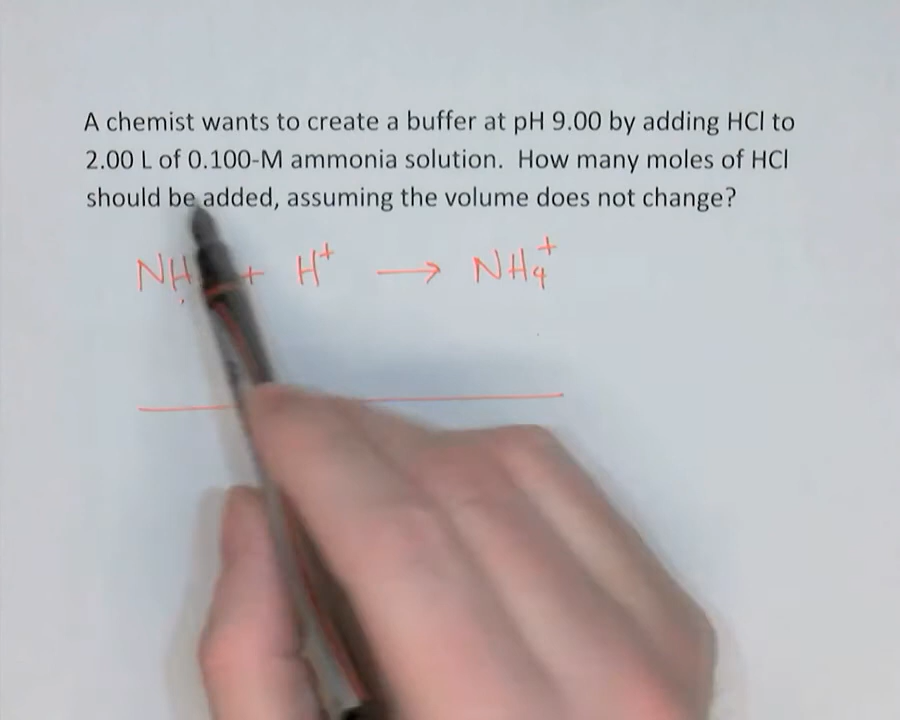 A chemist wants to create a buffer at pH 9.00 by adding HCl to
2.00 L of 0.100-M ammonia solution.  How many moles of HCl
should be added, assuming the volume does not change?
NH + H⁺ → NH₄⁺